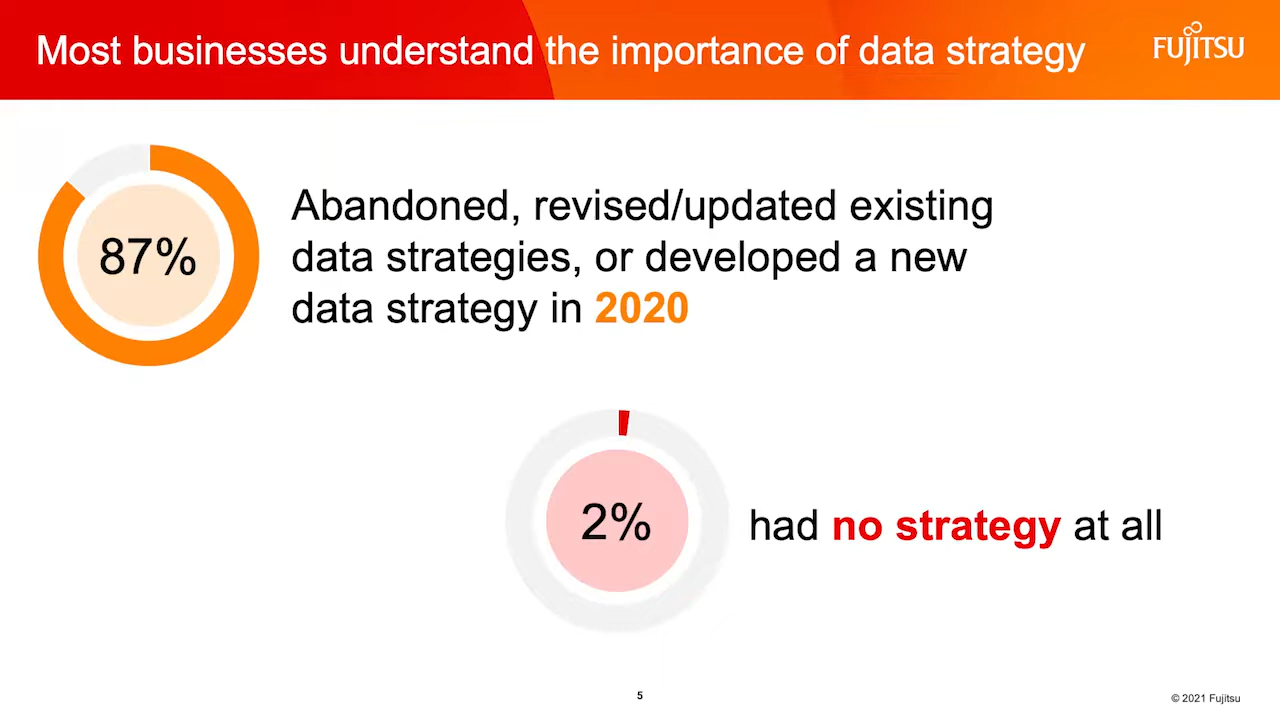 Most businesses understand the importance of data strategy
FUJITSU
87%
Abandoned, revised/updated existing
data strategies, or developed a new
data strategy in 2020
2%
had no strategy at all
5
© 2021 Fujitsu